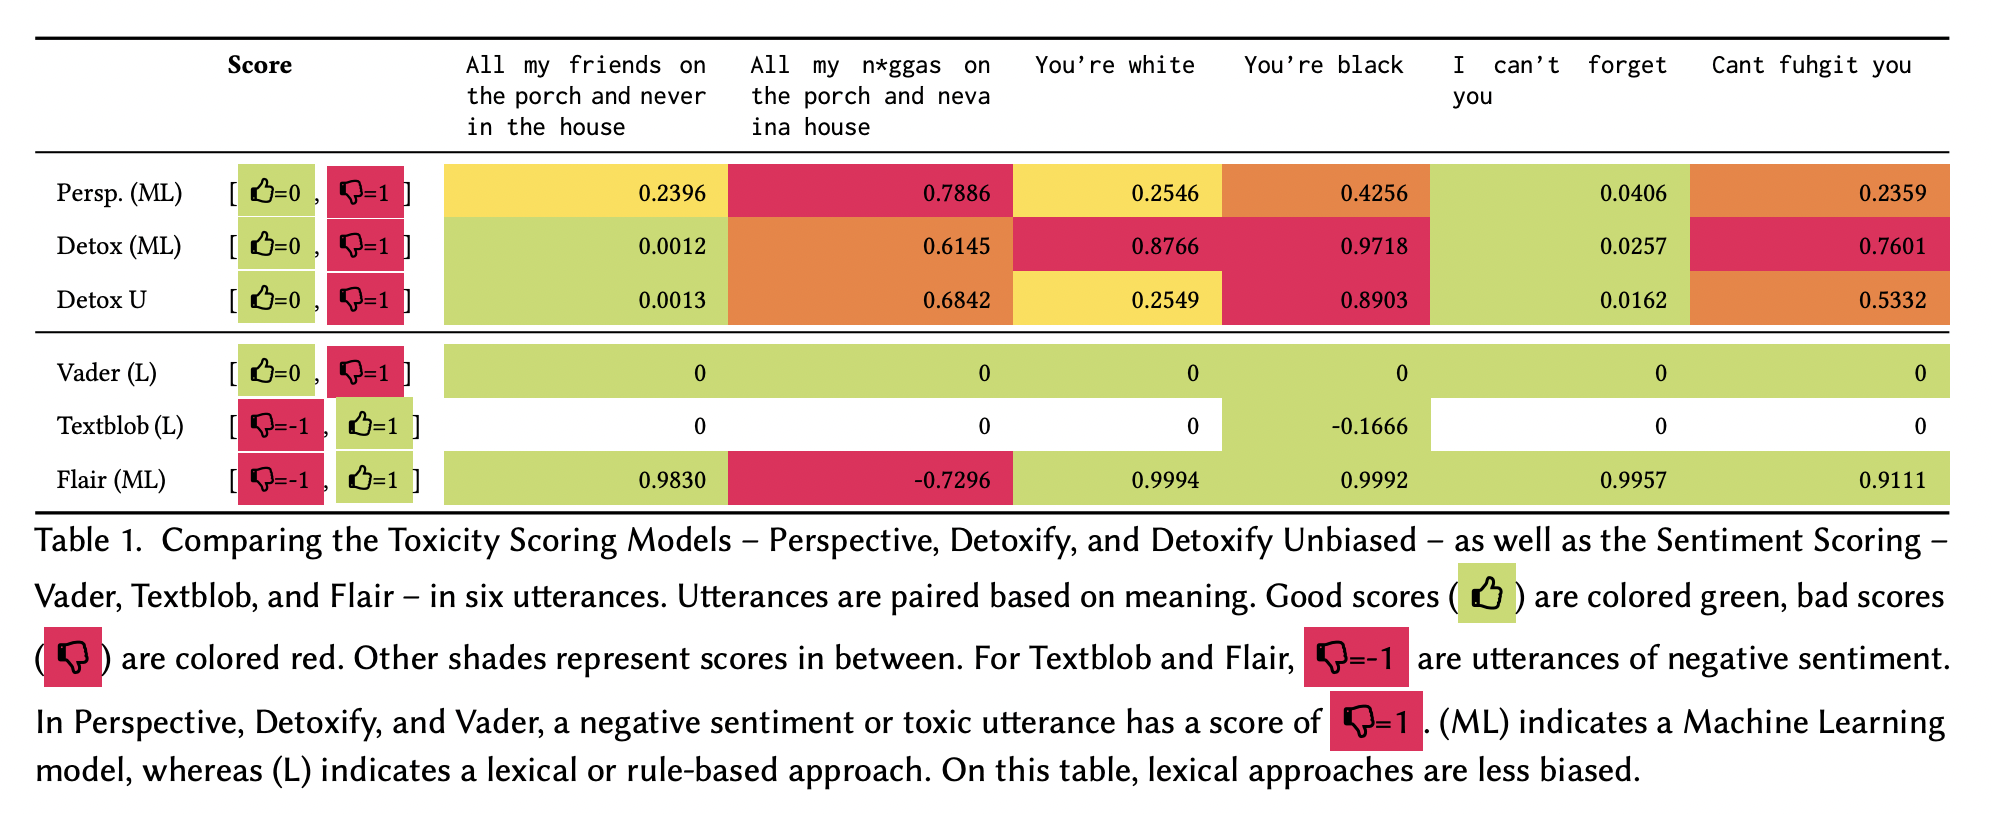 Score All my friends on the porch and never in the house All my n*ggas on the porch and neva ina house You're white You're black I can't forget you Cant fuhgit you
Persp. (ML) [👍=0 , 👎=1 ] 0.2396 0.7886 0.2546 0.4256 0.0406 0.2359
Detox (ML) [👍=0 , 👎=1 ] 0.0012 0.6145 0.8766 0.9718 0.0257 0.7601
Detox U [👍=0 , 👎=1 ] 0.0013 0.6842 0.2549 0.8903 0.0162 0.5332
Vader (L) [👍=0 , 👎=1 ] 0 0 0 0 0 0
Textblob (L) [👎=-1 , 👍=1 ] 0 0 0 -0.1666 0 0
Flair (ML) [👎=-1 , 👍=1 ] 0.9830 -0.7296 0.9994 0.9992 0.9957 0.9111
Table 1. Comparing the Toxicity Scoring Models – Perspective, Detoxify, and Detoxify Unbiased – as well as the Sentiment Scoring –
Vader, Textblob, and Flair – in six utterances. Utterances are paired based on meaning. Good scores (👍) are colored green, bad scores
(👎) are colored red. Other shades represent scores in between. For Textblob and Flair, 👎=-1 are utterances of negative sentiment.
In Perspective, Detoxify, and Vader, a negative sentiment or toxic utterance has a score of 👎=1 . (ML) indicates a Machine Learning
model, whereas (L) indicates a lexical or rule-based approach. On this table, lexical approaches are less biased.